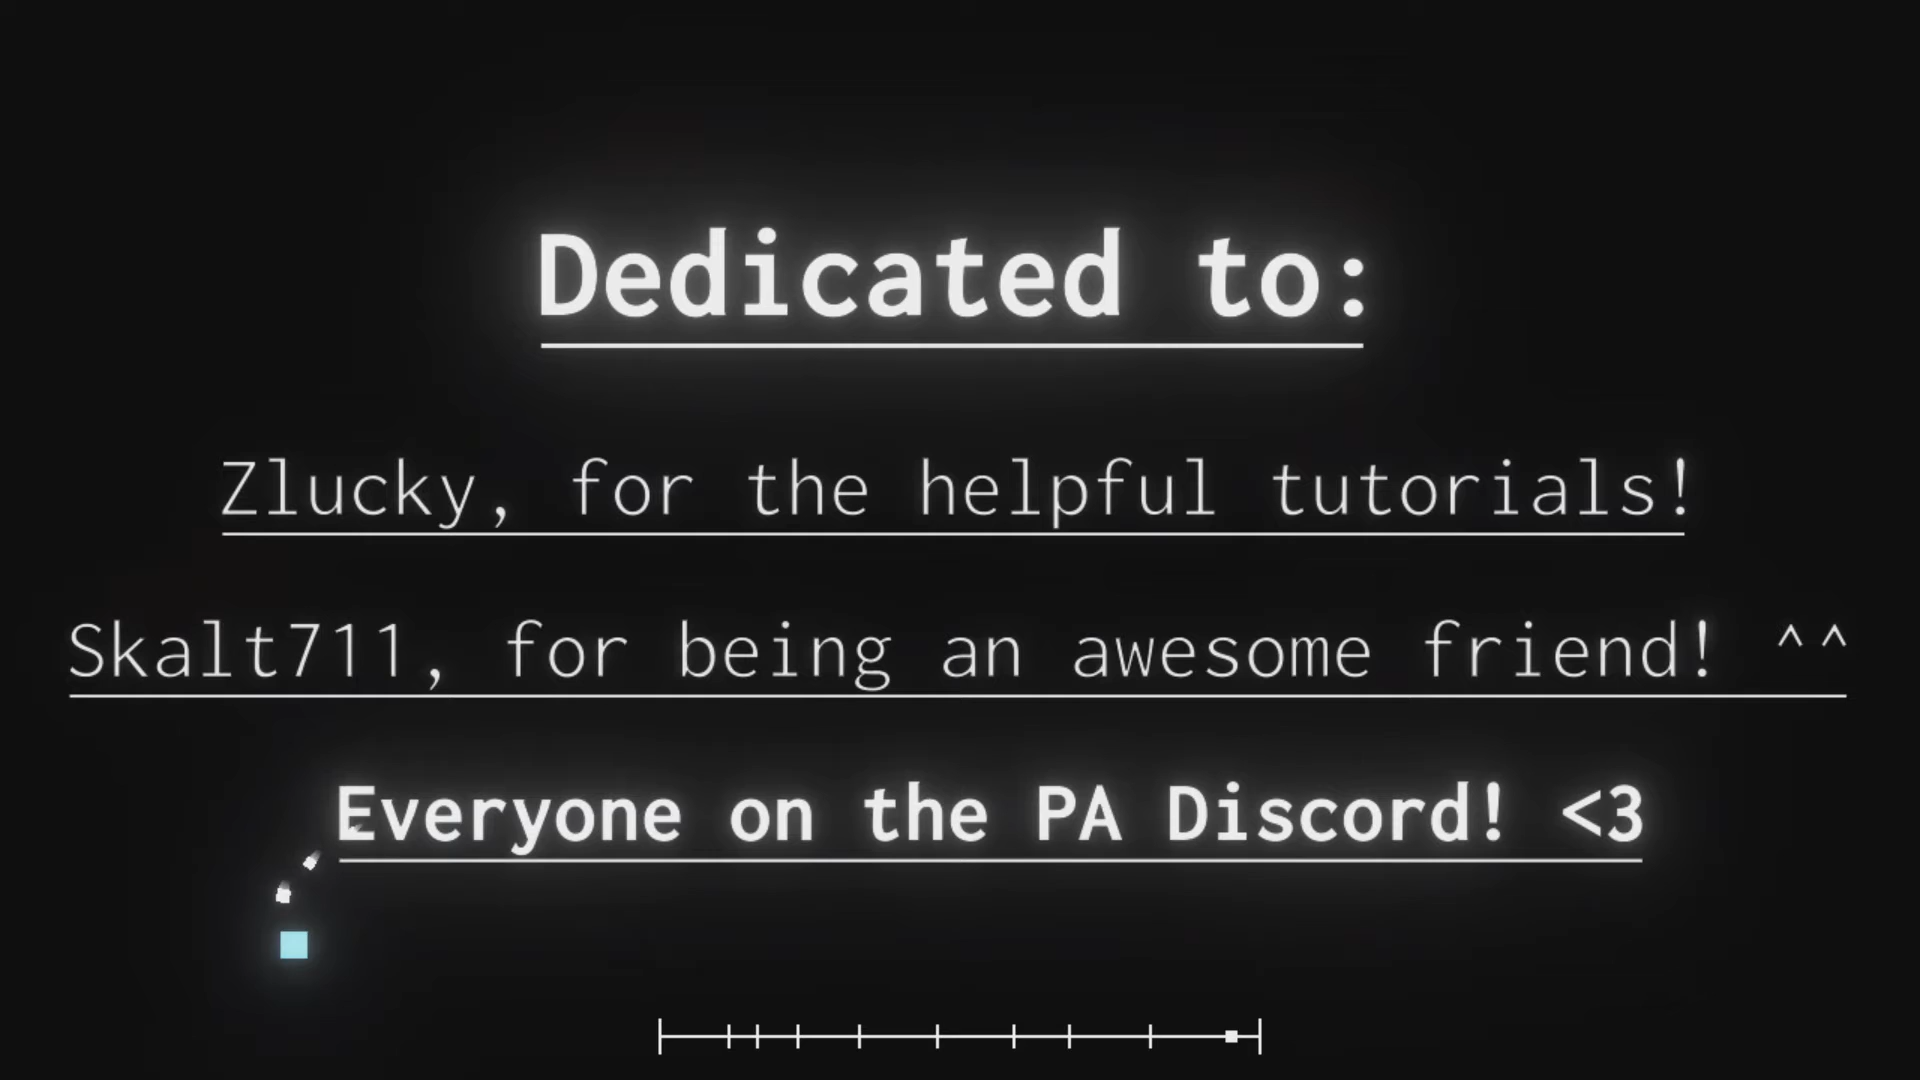 Dedicated to:
Zlucky, for the helpful tutorials!
Skalt711, for being an awesome friend! ^^
Everyone on the PA Discord! <3